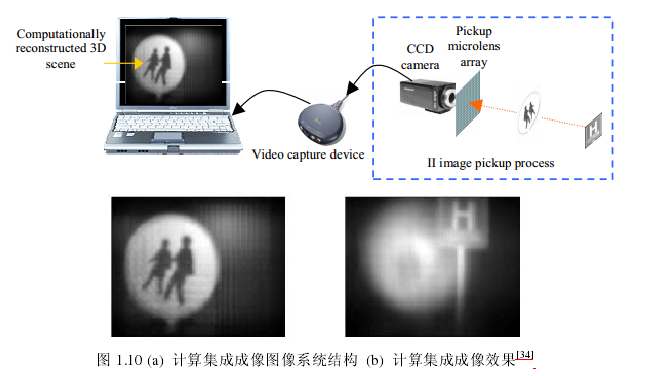 Computationally
reconstructed 3D
scene
CCD
camera
Pickup
microlens
array
Video capture device
II image pickup process
H
H
图 1.10 (a) 计算集成成像图像系统结构 (b) 计算集成成像效果[34]